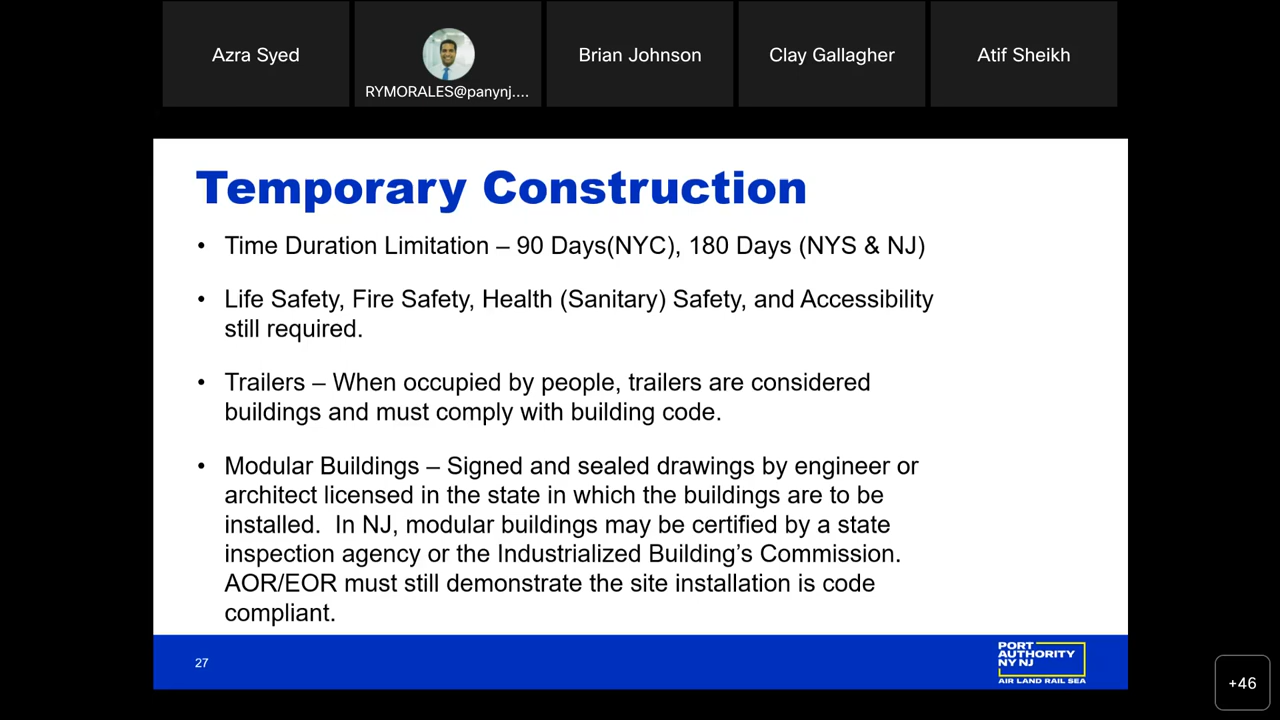 Azra Syed
RYMORALES@panynj....
Brian Johnson
Clay Gallagher
Atif Sheikh
Temporary Construction
• Time Duration Limitation – 90 Days(NYC), 180 Days (NYS & NJ)
• Life Safety, Fire Safety, Health (Sanitary) Safety, and Accessibility
still required.
• Trailers – When occupied by people, trailers are considered
buildings and must comply with building code.
• Modular Buildings – Signed and sealed drawings by engineer or
architect licensed in the state in which the buildings are to be
installed.  In NJ, modular buildings may be certified by a state
inspection agency or the Industrialized Building’s Commission.
AOR/EOR must still demonstrate the site installation is code
compliant.
27
PORT
AUTHORITY
NY NJ
AIR LAND RAIL SEA
+46